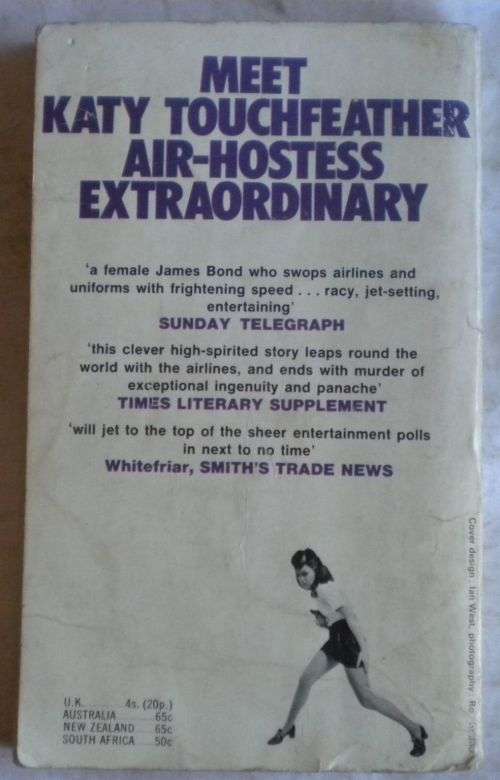 MEET
KATY TOUCHFEATHER
AIR-HOSTESS
EXTRAORDINARY
‘a female James Bond who swops airlines and
uniforms with frightening speed . . . racy, jet-setting,
entertaining’
SUNDAY TELEGRAPH
‘this clever high-spirited story leaps round the
world with the airlines, and ends with murder of
exceptional ingenuity and panache’
TIMES LITERARY SUPPLEMENT
‘will jet to the top of the sheer entertainment polls
in next to no time’
Whitefriar, SMITH'S TRADE NEWS
Cover design : Ian West, photography :
U.K. 4s. (20p.)
AUSTRALIA 65c
NEW ZEALAND 65c
SOUTH AFRICA 50c